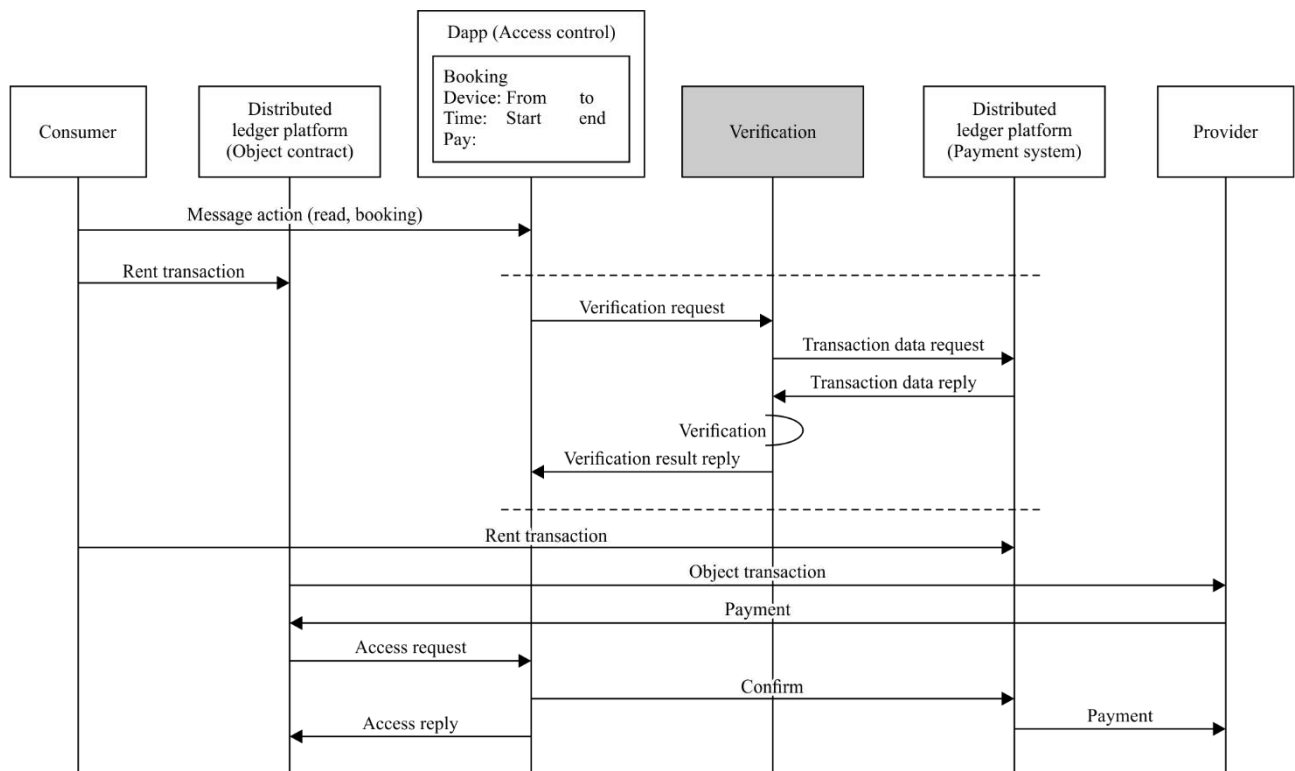 Dapp (Access control)
Booking
Device: From to
Time: Start end
Pay:
Consumer
Distributed
ledger platform
(Object contract)
Verification
Distributed
ledger platform
(Payment system)
Provider
Message action (read, booking)
Rent transaction
Verification request
Transaction data request
Transaction data reply
Verification
Verification result reply
Rent transaction
Object transaction
Payment
Access request
Confirm
Payment
Access reply